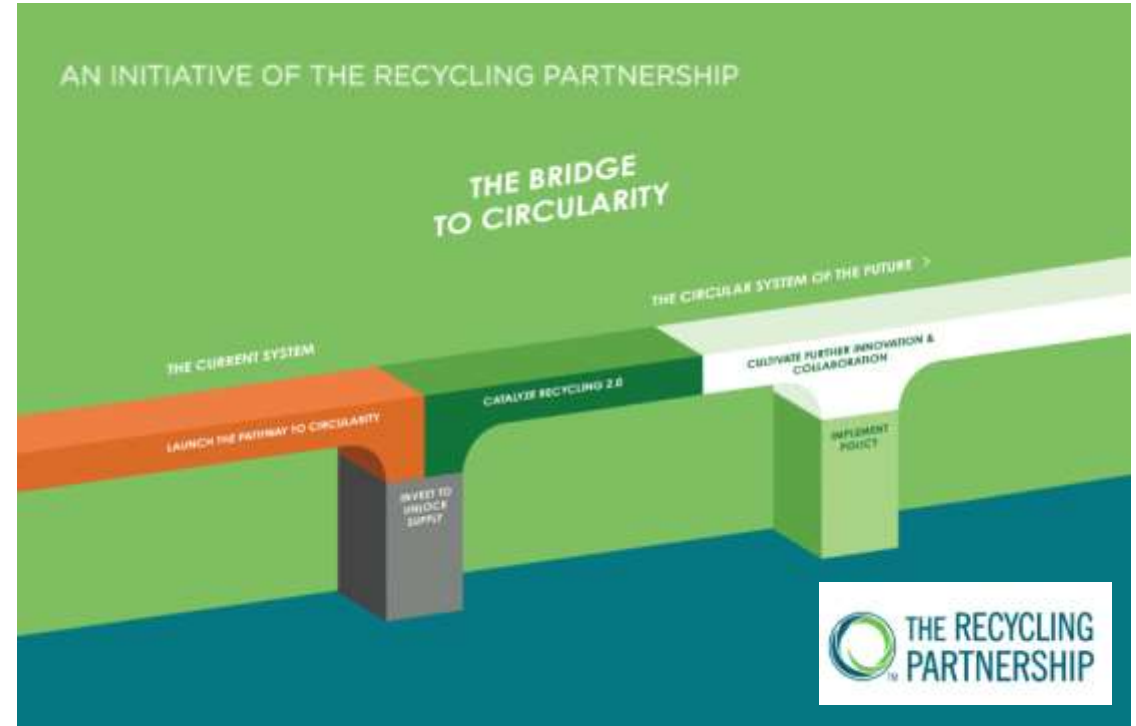 AN INITIATIVE OF THE RECYCLING PARTNERSHIP
THE BRIDGE
TO CIRCULARITY
THE CIRCULAR SYSTEM OF THE FUTURE >
THE CURRENT SYSTEM
CULTIVATE FURTHER INNOVATION &
COLLABORATION
CATALYZE RECYCLING 2.0
LAUNCH THE PATHWAY TO CIRCULARITY
IMPLEMENT
POLICY
INVEST TO
UNLOCK
SUPPLY
THE RECYCLING
PARTNERSHIP
TM